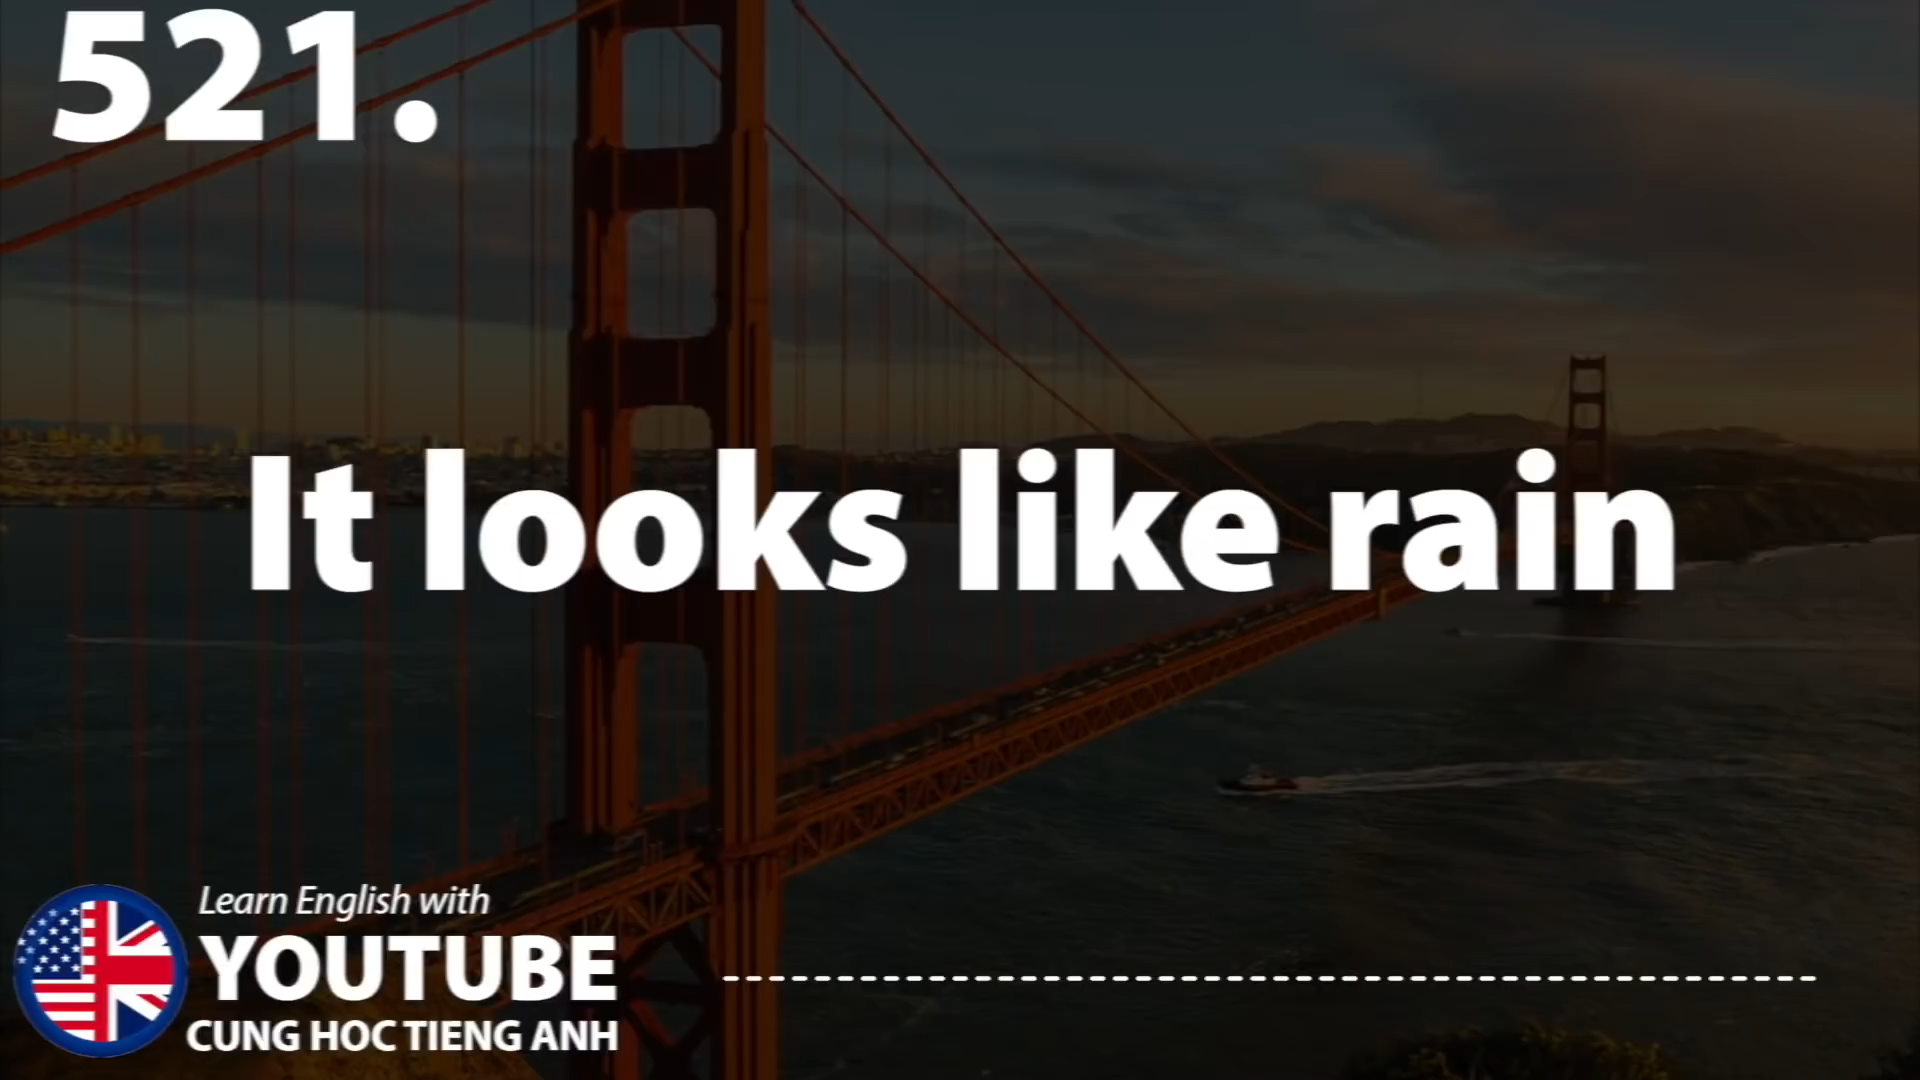 521.
It looks like rain
Learn English with
YOUTUBE
CUNG HOC TIENG ANH